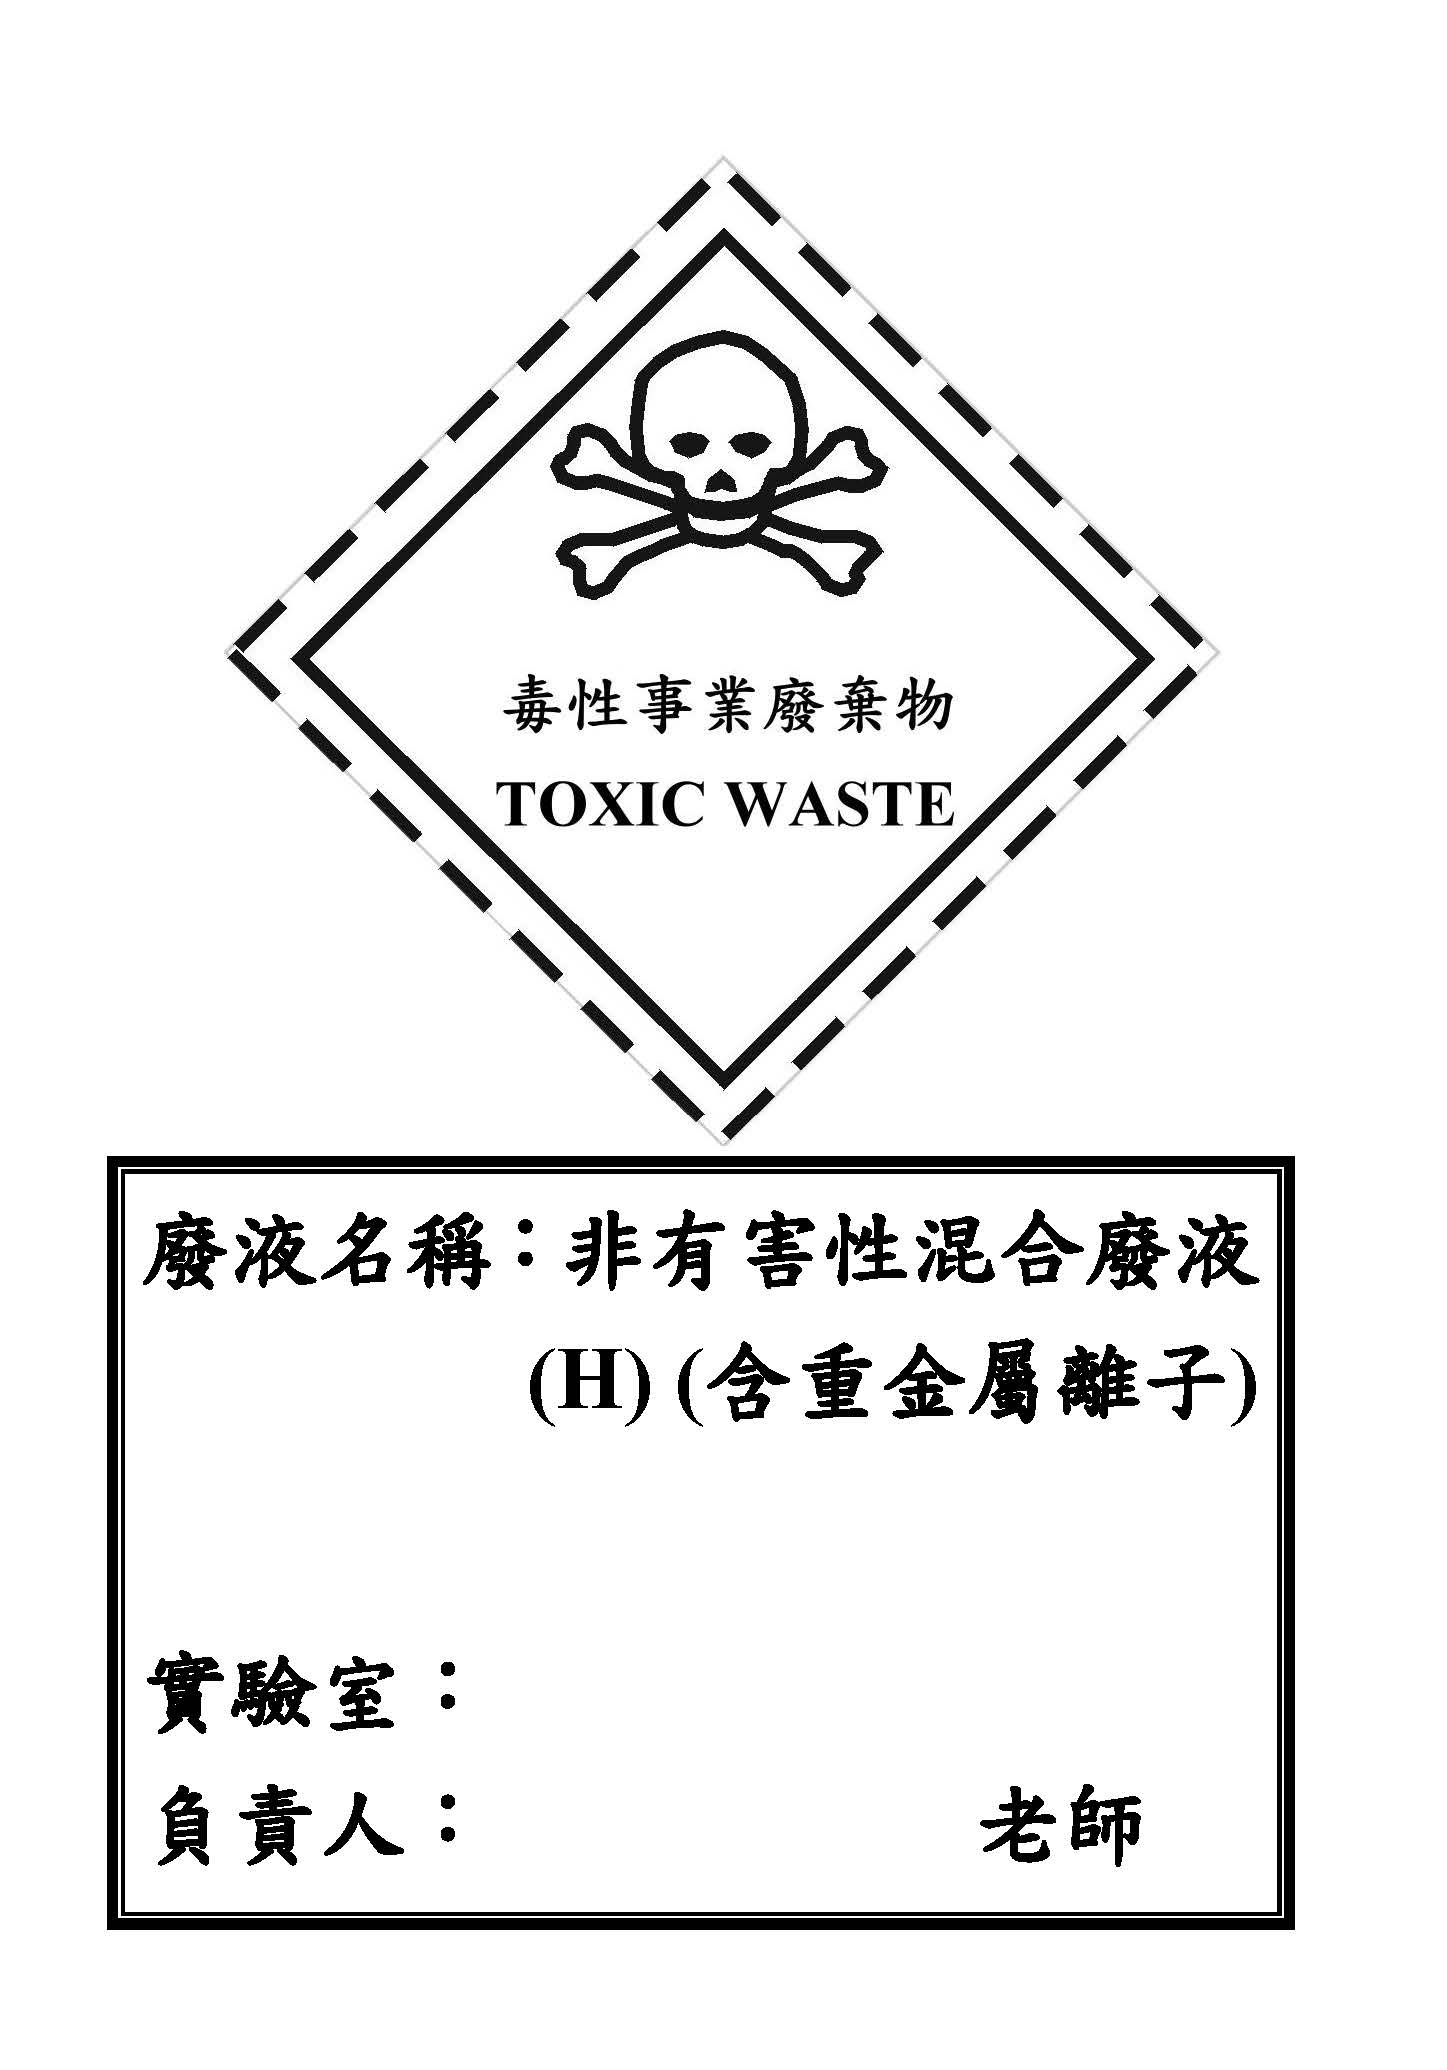 毒性事業廢棄物
TOXIC WASTE
廢液名稱：非有害性混合廢液
(H) (含重金屬離子)
實驗室：
負責人： 老師